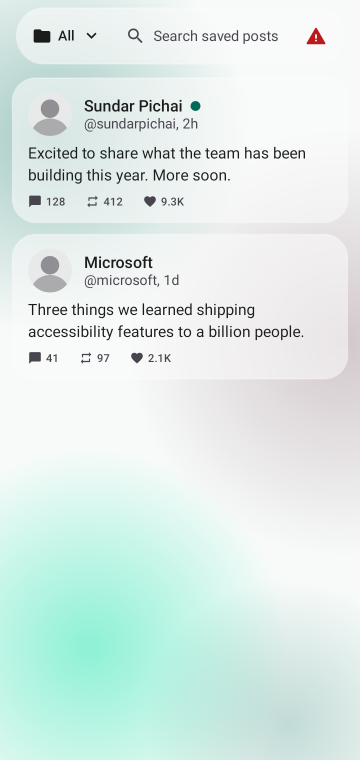 All
Search saved posts
Sundar Pichai
@sundarpichai, 2h
Excited to share what the team has been
building this year. More soon.
128 412 9.3K
Microsoft
@microsoft, 1d
Three things we learned shipping
accessibility features to a billion people.
41 97 2.1K